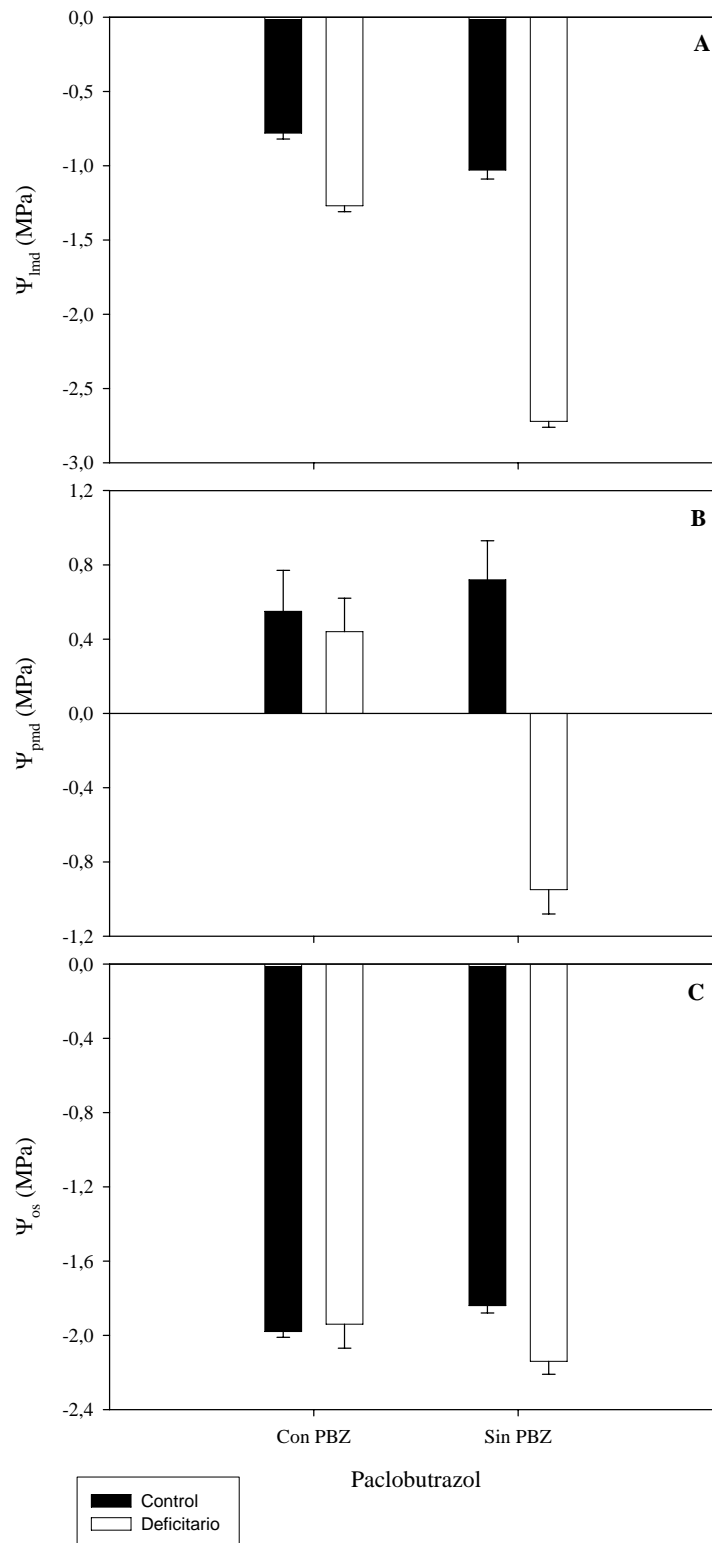 0,0
A
-0,5
-1,0
-1,5
-2,0
-2,5
-3,0
Ψlmd (MPa)
1,2
B
0,8
0,4
0,0
-0,4
-0,8
-1,2
Ψpmd (MPa)
0,0
C
-0,4
-0,8
-1,2
-1,6
-2,0
-2,4
Ψos (MPa)
Con PBZ Sin PBZ
Paclobutrazol
Control
Deficitario